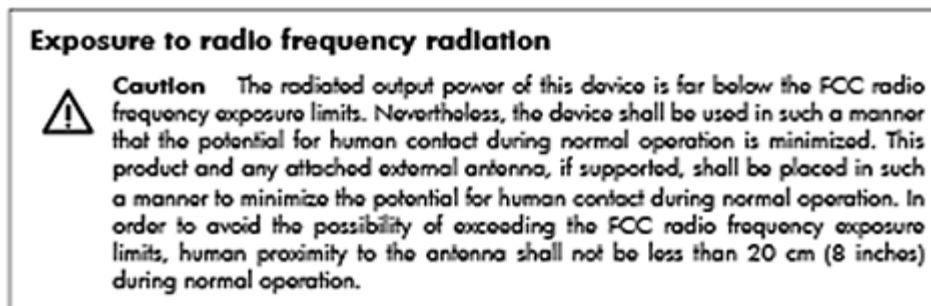 Exposure to radio frequency radiation
Caution The radiated output power of this device is far below the FCC radio
frequency exposure limits. Nevertheless, the device shall be used in such a manner
that the potential for human contact during normal operation is minimized. This
product and any attached external antenna, if supported, shall be placed in such
a manner to minimize the potential for human contact during normal operation. In
order to avoid the possibility of exceeding the FCC radio frequency exposure
limits, human proximity to the antenna shall not be less than 20 cm (8 inches)
during normal operation.